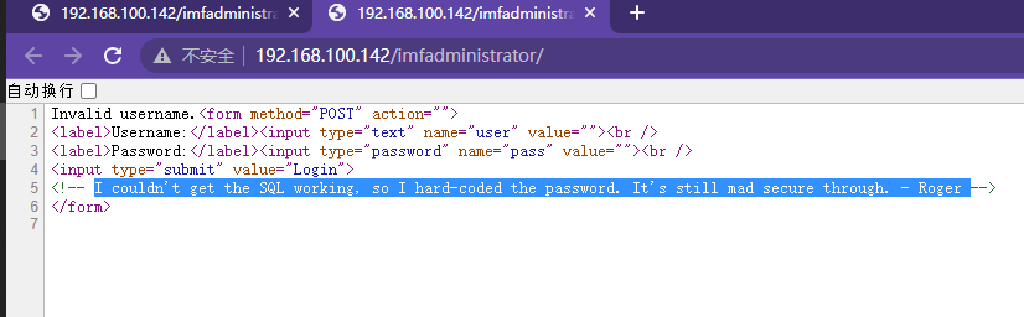 192.168.100.142/imfadministra
192.168.100.142/imfadministra
不安全 192.168.100.142/imfadministrator/
自动换行
1 Invalid username.<form method="POST" action="">
2 <label>Username:</label><input type="text" name="user" value=""><br />
3 <label>Password:</label><input type="password" name="pass" value=""><br />
4 <input type="submit" value="Login">
5 <!-- I couldn't get the SQL working, so I hard-coded the password. It's still mad secure through. - Roger -->
6 </form>
7